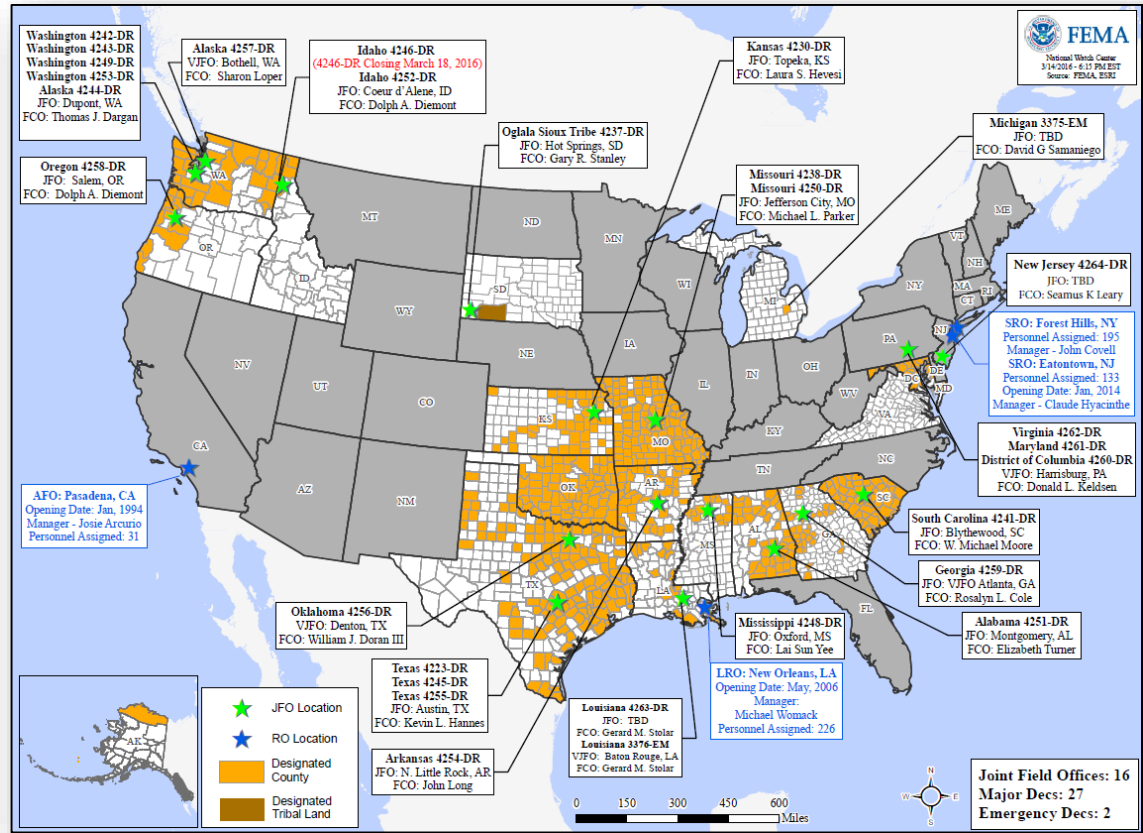 Washington 4242-DR
Washington 4243-DR
Washington 4249-DR
Washington 4253-DR
Alaska 4244-DR
JFO: Dupont, WA
FCO: Thomas J. Dargan
Alaska 4257-DR
VJFO: Bothell, WA
FCO: Sharon Loper
Idaho 4246-DR
(4246-DR Closing March 18, 2016)
Idaho 4252-DR
JFO: Coeur d'Alene, ID
FCO: Dolph A. Diemont
Kansas 4230-DR
JFO: Topeka, KS
FCO: Laura S. Hevesi
FEMA
National Watch Center
3/14/2016 - 6:15 PM EST
Source: FEMA, ESRI
Oglala Sioux Tribe 4237-DR
JFO: Hot Springs, SD
FCO: Gary R. Stanley
Michigan 3375-EM
JFO: TBD
FCO: David G Samaniego
Oregon 4258-DR
JFO: Salem, OR
FCO: Dolph A. Diemont
Missouri 4238-DR
Missouri 4250-DR
JFO: Jefferson City, MO
FCO: Michael L. Parker
New Jersey 4264-DR
JFO: TBD
FCO: Seamus K Leary
SRO: Forest Hills, NY
Personnel Assigned: 195
Manager - John Covell
SRO: Eatontown, NJ
Personnel Assigned: 133
Opening Date: Jan, 2014
Manager - Claude Hyacinthe
WA
MT
ND
MN
ME
VT
NH
OR
ID
SD
WI
MI
NY
MA
CT
RI
WY
IA
PA
NJ
NE
NV
UT
CO
IL
IN
OH
WV
DE
DC
MD
VA
CA
KS
MO
KY
AZ
NM
OK
AR
TN
NC
SC
TX
LA
MS
AL
GA
FL
AFO: Pasadena, CA
Opening Date: Jan, 1994
Manager - Josie Arcurio
Personnel Assigned: 31
Virginia 4262-DR
Maryland 4261-DR
District of Columbia 4260-DR
VJFO: Harrisburg, PA
FCO: Donald L. Keldsen
South Carolina 4241-DR
JFO: Blythewood, SC
FCO: W. Michael Moore
Georgia 4259-DR
JFO: VJFO Atlanta, GA
FCO: Rosalyn L. Cole
Oklahoma 4256-DR
VJFO: Denton, TX
FCO: William J. Doran III
Mississippi 4248-DR
JFO: Oxford, MS
FCO: Lai Sun Yee
Alabama 4251-DR
JFO: Montgomery, AL
FCO: Elizabeth Turner
Texas 4223-DR
Texas 4245-DR
Texas 4255-DR
JFO: Austin, TX
FCO: Kevin L. Hannes
LRO: New Orleans, LA
Opening Date: May, 2006
Manager:
Michael Womack
Personnel Assigned: 226
Louisiana 4263-DR
JFO: TBD
FCO: Gerard M. Stolar
Louisiana 3376-EM
VJFO: Baton Rouge, LA
FCO: Gerard M. Stolar
Arkansas 4254-DR
JFO: N. Little Rock, AR
FCO: John Long
AK
JFO Location
RO Location
Designated
County
Designated
Tribal Land
0 150 300 450 600
Miles
N
W E
S
Joint Field Offices: 16
Major Decs: 27
Emergency Decs: 2